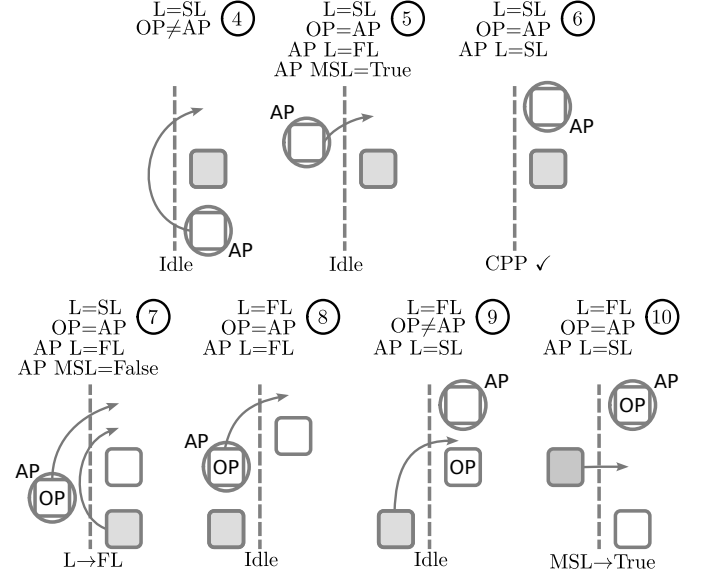 L=SL
OP≠AP
4
AP
Idle
L=SL
OP=AP
AP L=FL
AP MSL=True
5
AP
Idle
L=SL
OP=AP
AP L=SL
6
AP
CPP ✓
L=SL
OP=AP
AP L=FL
AP MSL=False
7
AP
OP
L→FL
L=FL
OP=AP
AP L=FL
8
AP
OP
Idle
L=FL
OP≠AP
AP L=SL
9
AP
OP
Idle
L=FL
OP=AP
AP L=SL
10
AP
OP
MSL→True